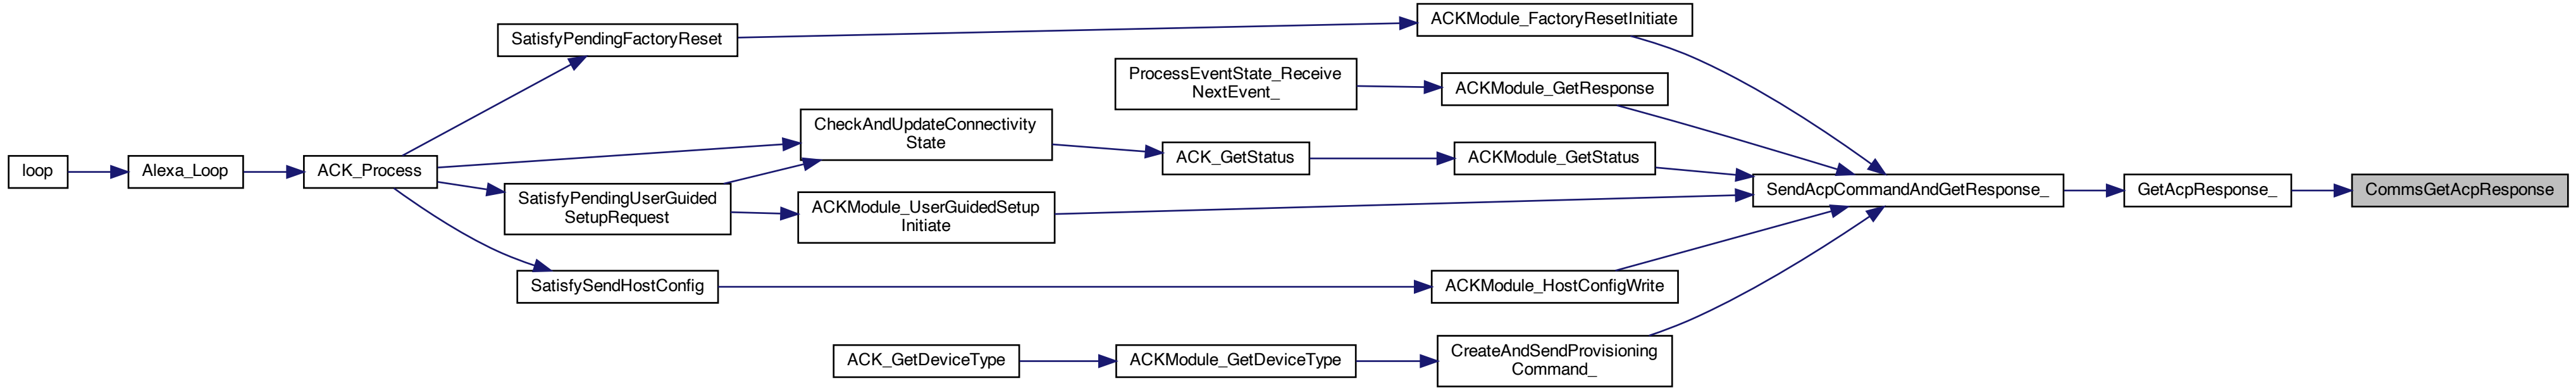 ACKModule_FactoryResetInitiate
SatisfyPendingFactoryReset
ProcessEventState_Receive
NextEvent_
ACKModule_GetResponse
CheckAndUpdateConnectivity
State
ACK_GetStatus
ACKModule_GetStatus
loop
Alexa_Loop
ACK_Process
SendAcpCommandAndGetResponse_
GetAcpResponse_
CommsGetAcpResponse
SatisfyPendingUserGuided
SetupRequest
ACKModule_UserGuidedSetup
Initiate
SatisfySendHostConfig
ACKModule_HostConfigWrite
ACK_GetDeviceType
ACKModule_GetDeviceType
CreateAndSendProvisioning
Command_